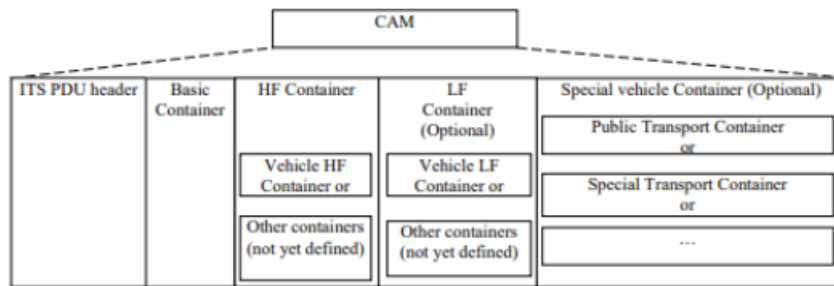 CAM
ITS PDU header
Basic
Container
HF Container
Vehicle HF
Container or
Other containers
(not yet defined)
LF
Container
(Optional)
Vehicle LF
Container or
Other containers
(not yet defined)
Special vehicle Container (Optional)
Public Transport Container
or
Special Transport Container
or
...